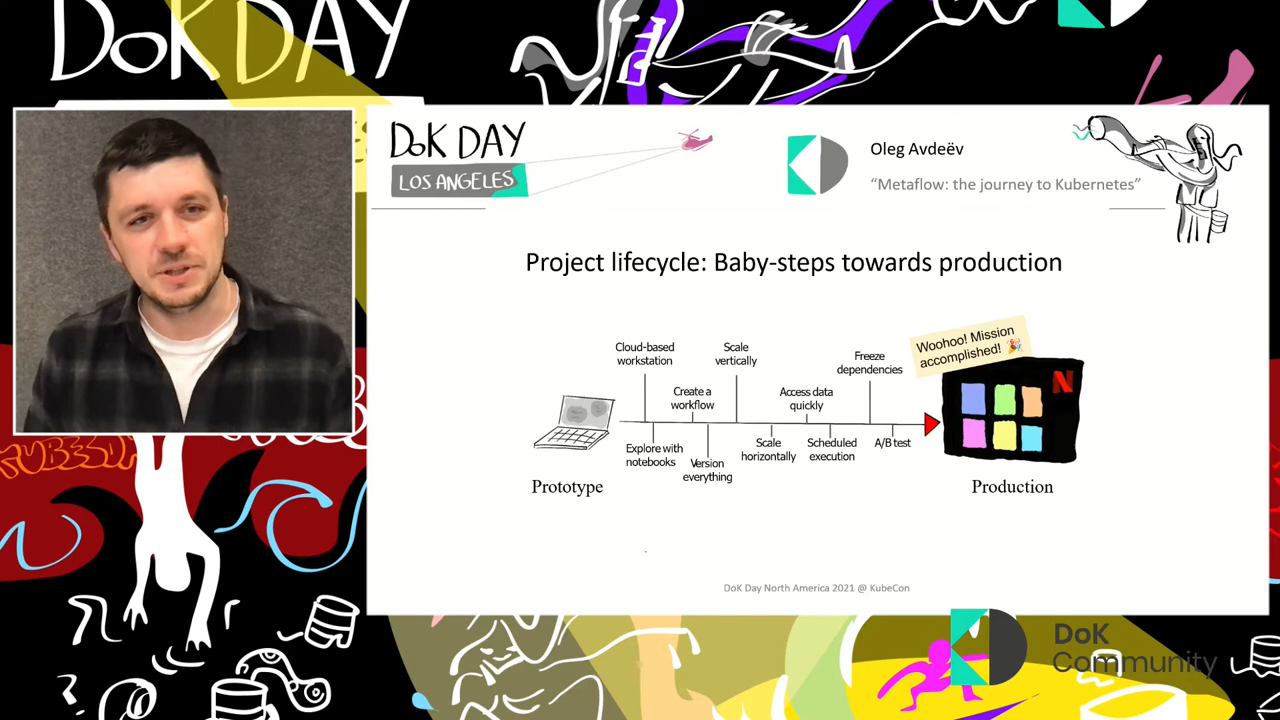 DoK DAY
DoK DAY
LOS ANGELES
Oleg Avdeëv
“Metaflow: the journey to Kubernetes”
Project lifecycle: Baby-steps towards production
Woohoo! Mission
accomplished! 🎉
Cloud-based
workstation
Scale
vertically
Freeze
dependencies
Create a
workflow
Access data
quickly
N
Explore with
notebooks
Version
everything
Scale
horizontally
Scheduled
execution
A/B test
Prototype
Production
DoK Day North America 2021 @ KubeCon
DoK
Community